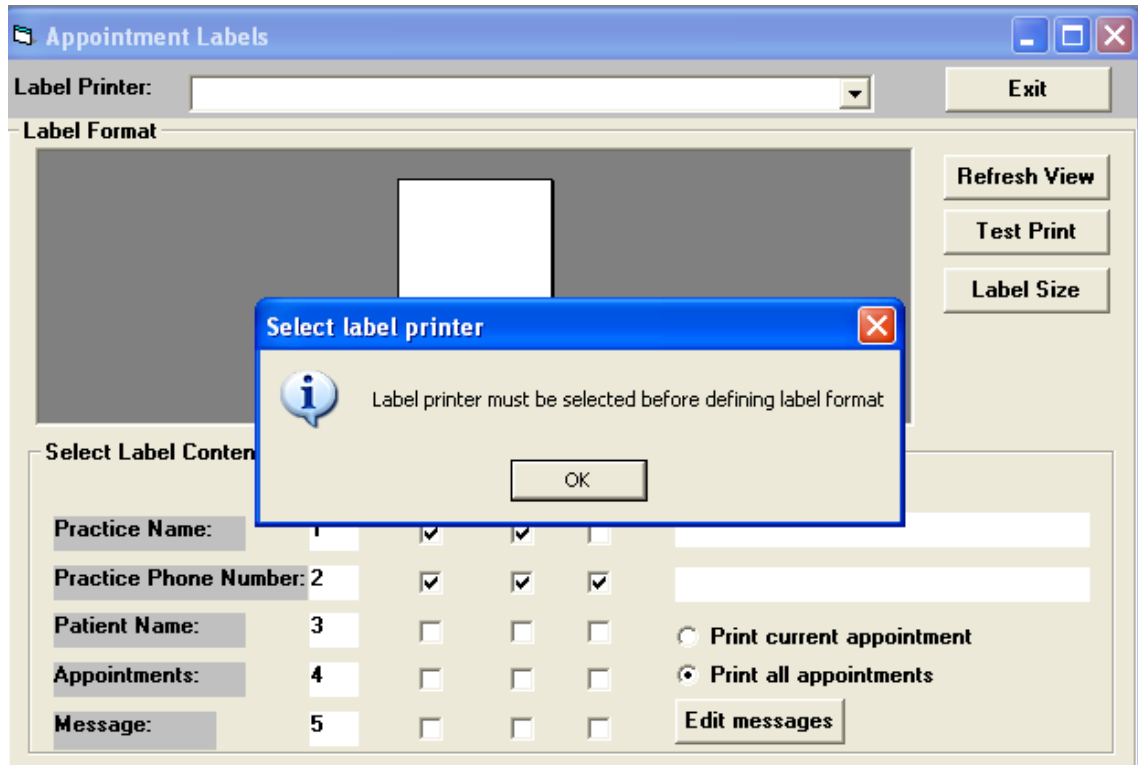 Appointment Labels
Label Printer:
Exit
Label Format
Refresh View
Test Print
Label Size
Select label printer
Label printer must be selected before defining label format
OK
Select Label
Practice Name:
Practice Phone Number: 2
Patient Name: 3
Print current appointment
Appointments: 4
Print all appointments
Message: 5
Edit messages